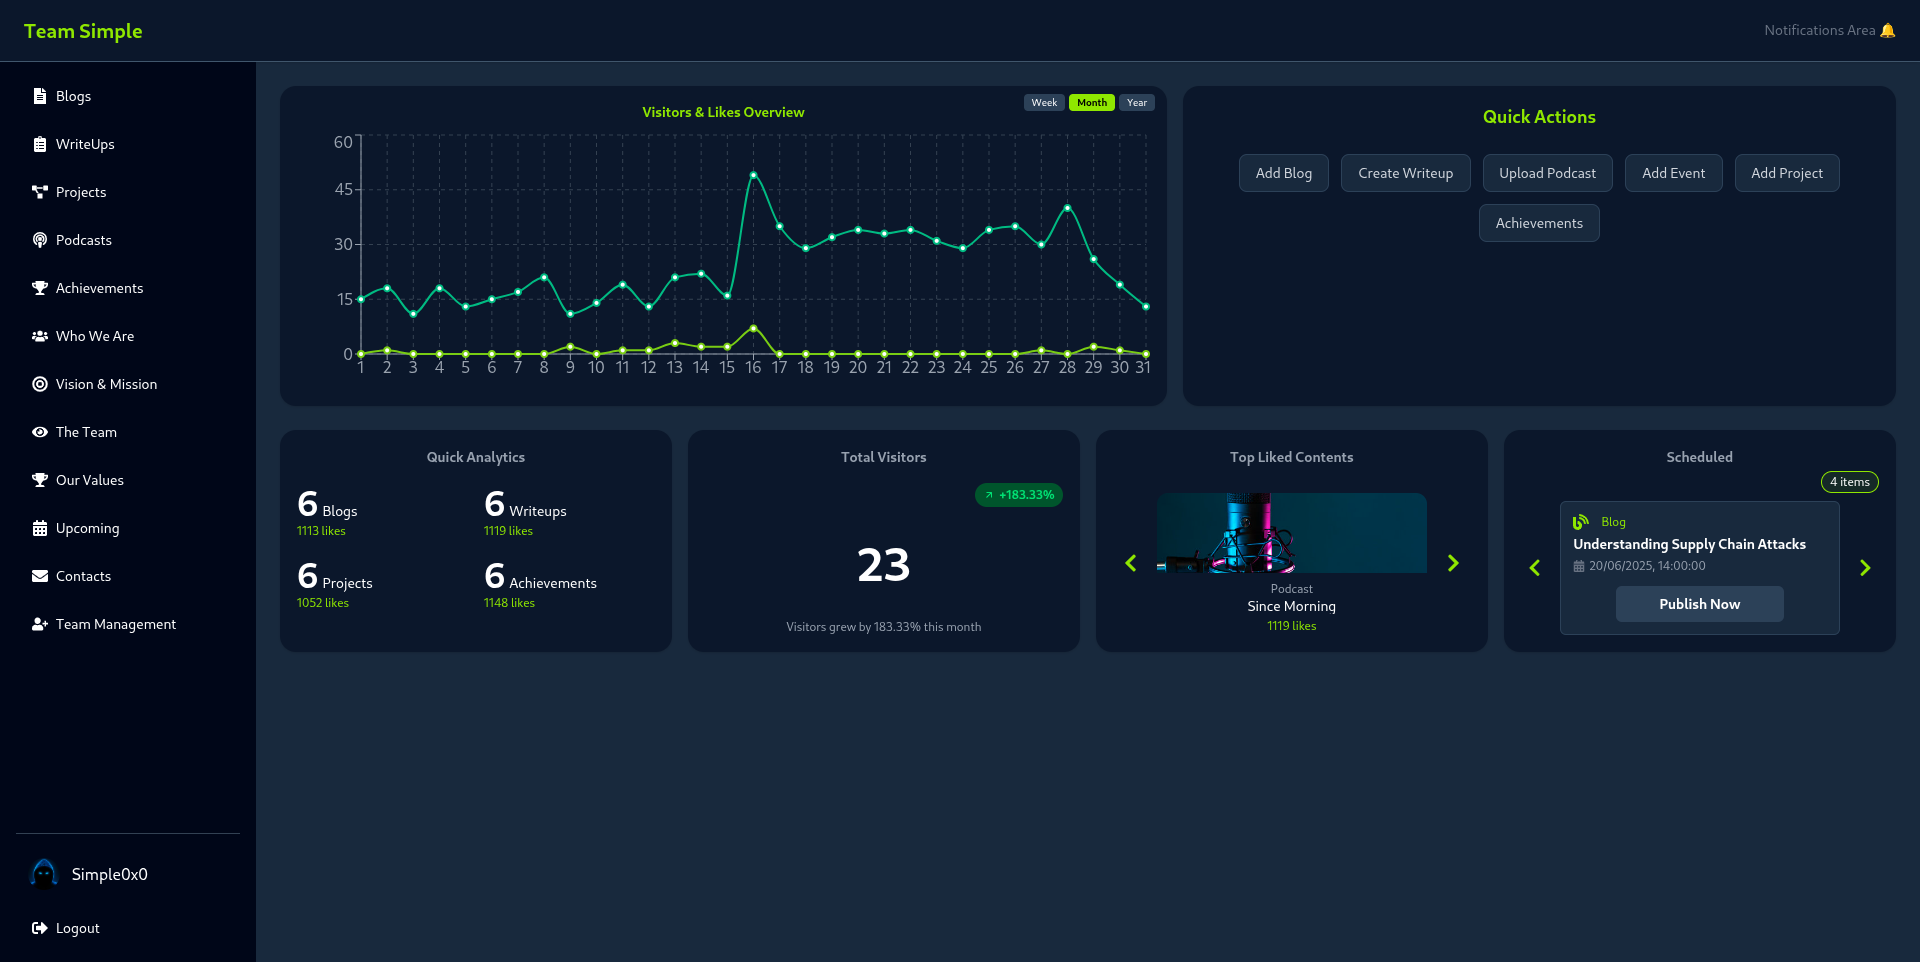 Team Simple
Notifications Area 🔔
Blogs
WriteUps
Projects
Podcasts
Achievements
Who We Are
Vision & Mission
The Team
Our Values
Upcoming
Contacts
Team Management
Simple0x0
Logout
Visitors & Likes Overview
Week Month Year
60
45
30
15
0
1 2 3 4 5 6 7 8 9 10 11 12 13 14 15 16 17 18 19 20 21 22 23 24 25 26 27 28 29 30 31
Quick Actions
Add Blog Create Writeup Upload Podcast Add Event Add Project
Achievements
Quick Analytics
6 Blogs
1113 likes
6 Writeups
1119 likes
6 Projects
1052 likes
6 Achievements
1148 likes
Total Visitors
+183.33%
23
Visitors grew by 183.33% this month
Top Liked Contents
Podcast
Since Morning
1119 likes
Scheduled
4 items
Blog
Understanding Supply Chain Attacks
20/06/2025, 14:00:00
Publish Now